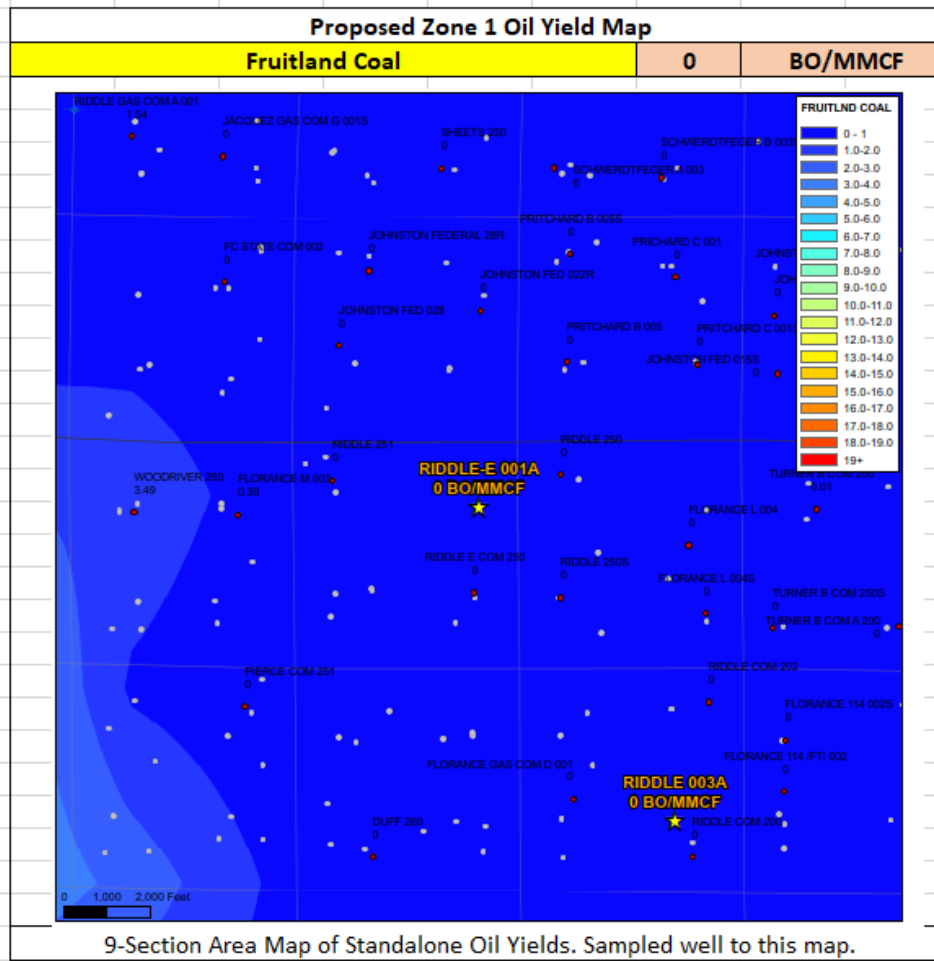 Proposed Zone 1 Oil Yield Map
Fruitland Coal 0 BO/MMCF
RIDDLE GAS COM A 001
1.54
JACQUEZ GAS COM G 001S
0
SHEETS 250
0
SCHWERDTFEGER B 003S
0
SCHWERDTFEGER A 003
0
PRITCHARD B 005S
0
FC STATE COM 002
0
JOHNSTON FEDERAL 28R
0
PRICHARD C 001
0
JOHNST
0
JOHNSTON FED 022R
0
JOH
0
JOHNSTON FED 026
0
PRITCHARD B 005
0
PRITCHARD C 001S
0
JOHNSTON FED 015S
0
RIDDLE 251
0
RIDDLE 250
0
RIDDLE-E 001A
0 BO/MMCF
WOODRIVER 250
3.49
FLORANCE M 003
0.39
TURNER B COM 250
0.01
FLORANCE L 004
0
RIDDLE E COM 250
0
RIDDLE 250S
0
FLORANCE L 004S
0
TURNER B COM 250S
0
TURNER B COM A 200
0
PIERCE COM 251
0
RIDDLE COM 202
0
FLORANCE 114 002S
0
FLORANCE GAS COM D 001
0
FLORANCE 114 /FT/ 002
0
RIDDLE 003A
0 BO/MMCF
DUFF 260
0
RIDDLE COM 200
0
FRUITLND COAL
0 - 1
1.0-2.0
2.0-3.0
3.0-4.0
4.0-5.0
5.0-6.0
6.0-7.0
7.0-8.0
8.0-9.0
9.0-10.0
10.0-11.0
11.0-12.0
12.0-13.0
13.0-14.0
14.0-15.0
15.0-16.0
16.0-17.0
17.0-18.0
18.0-19.0
19+
0 1,000 2,000 Feet
9-Section Area Map of Standalone Oil Yields. Sampled well to this map.